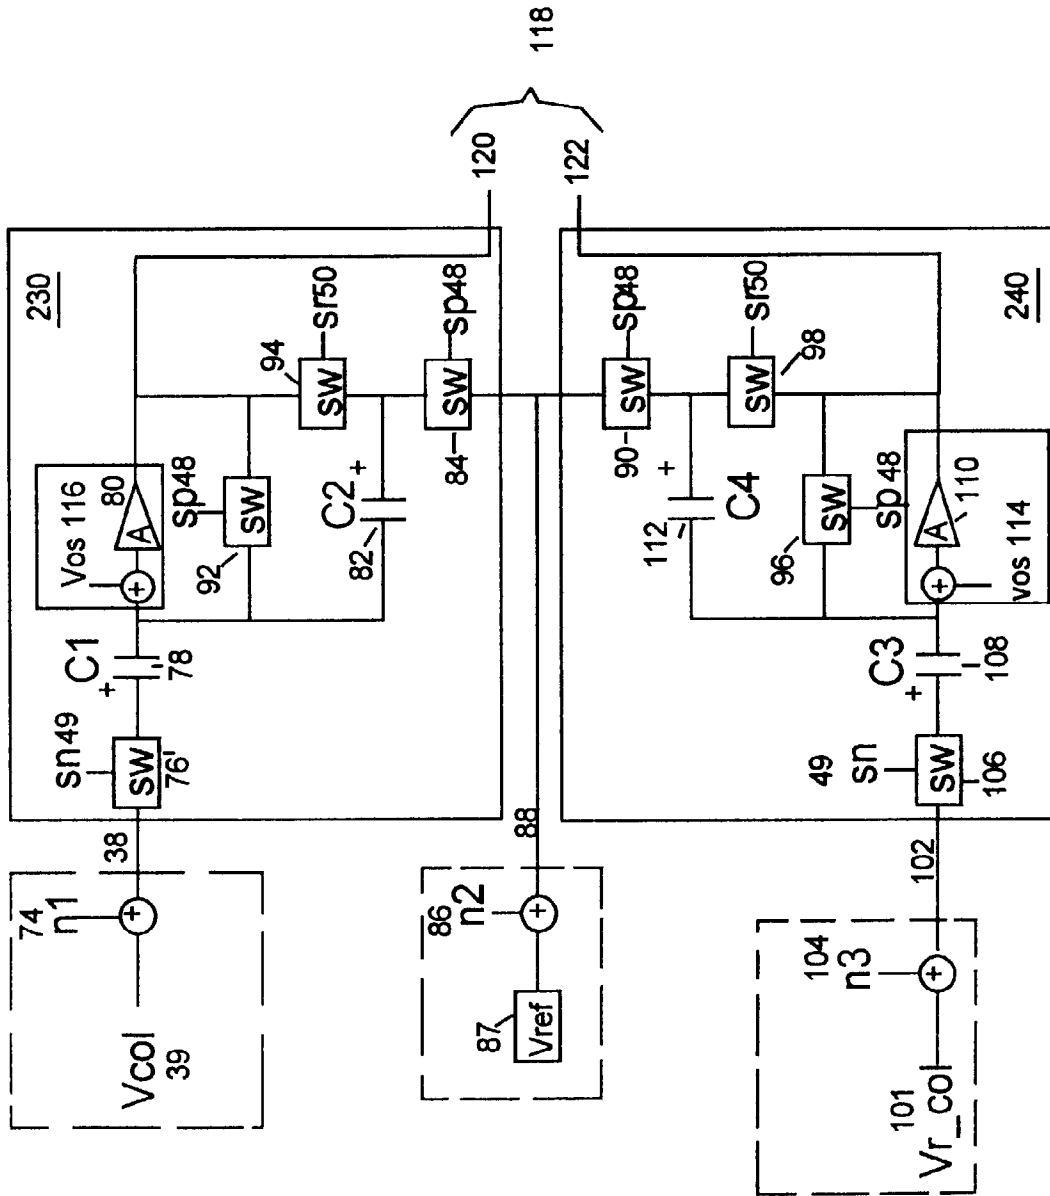 118
120
122
230
Vos 116
80
A
+
sp48
sw
92
94
sw
sr50
C2
+
82
84
sw
sp48
C1
+
78
sn49
sw
76'
38
74
n1
+
Vcol
39
88
86
n2
+
87
Vref
90
sw
sp48
+
C4
112
sw
sr50
98
96
sw
sp48
A
110
+
vos 114
240
C3
+
108
49
sn
sw
106
102
104
n3
+
101
Vr_col